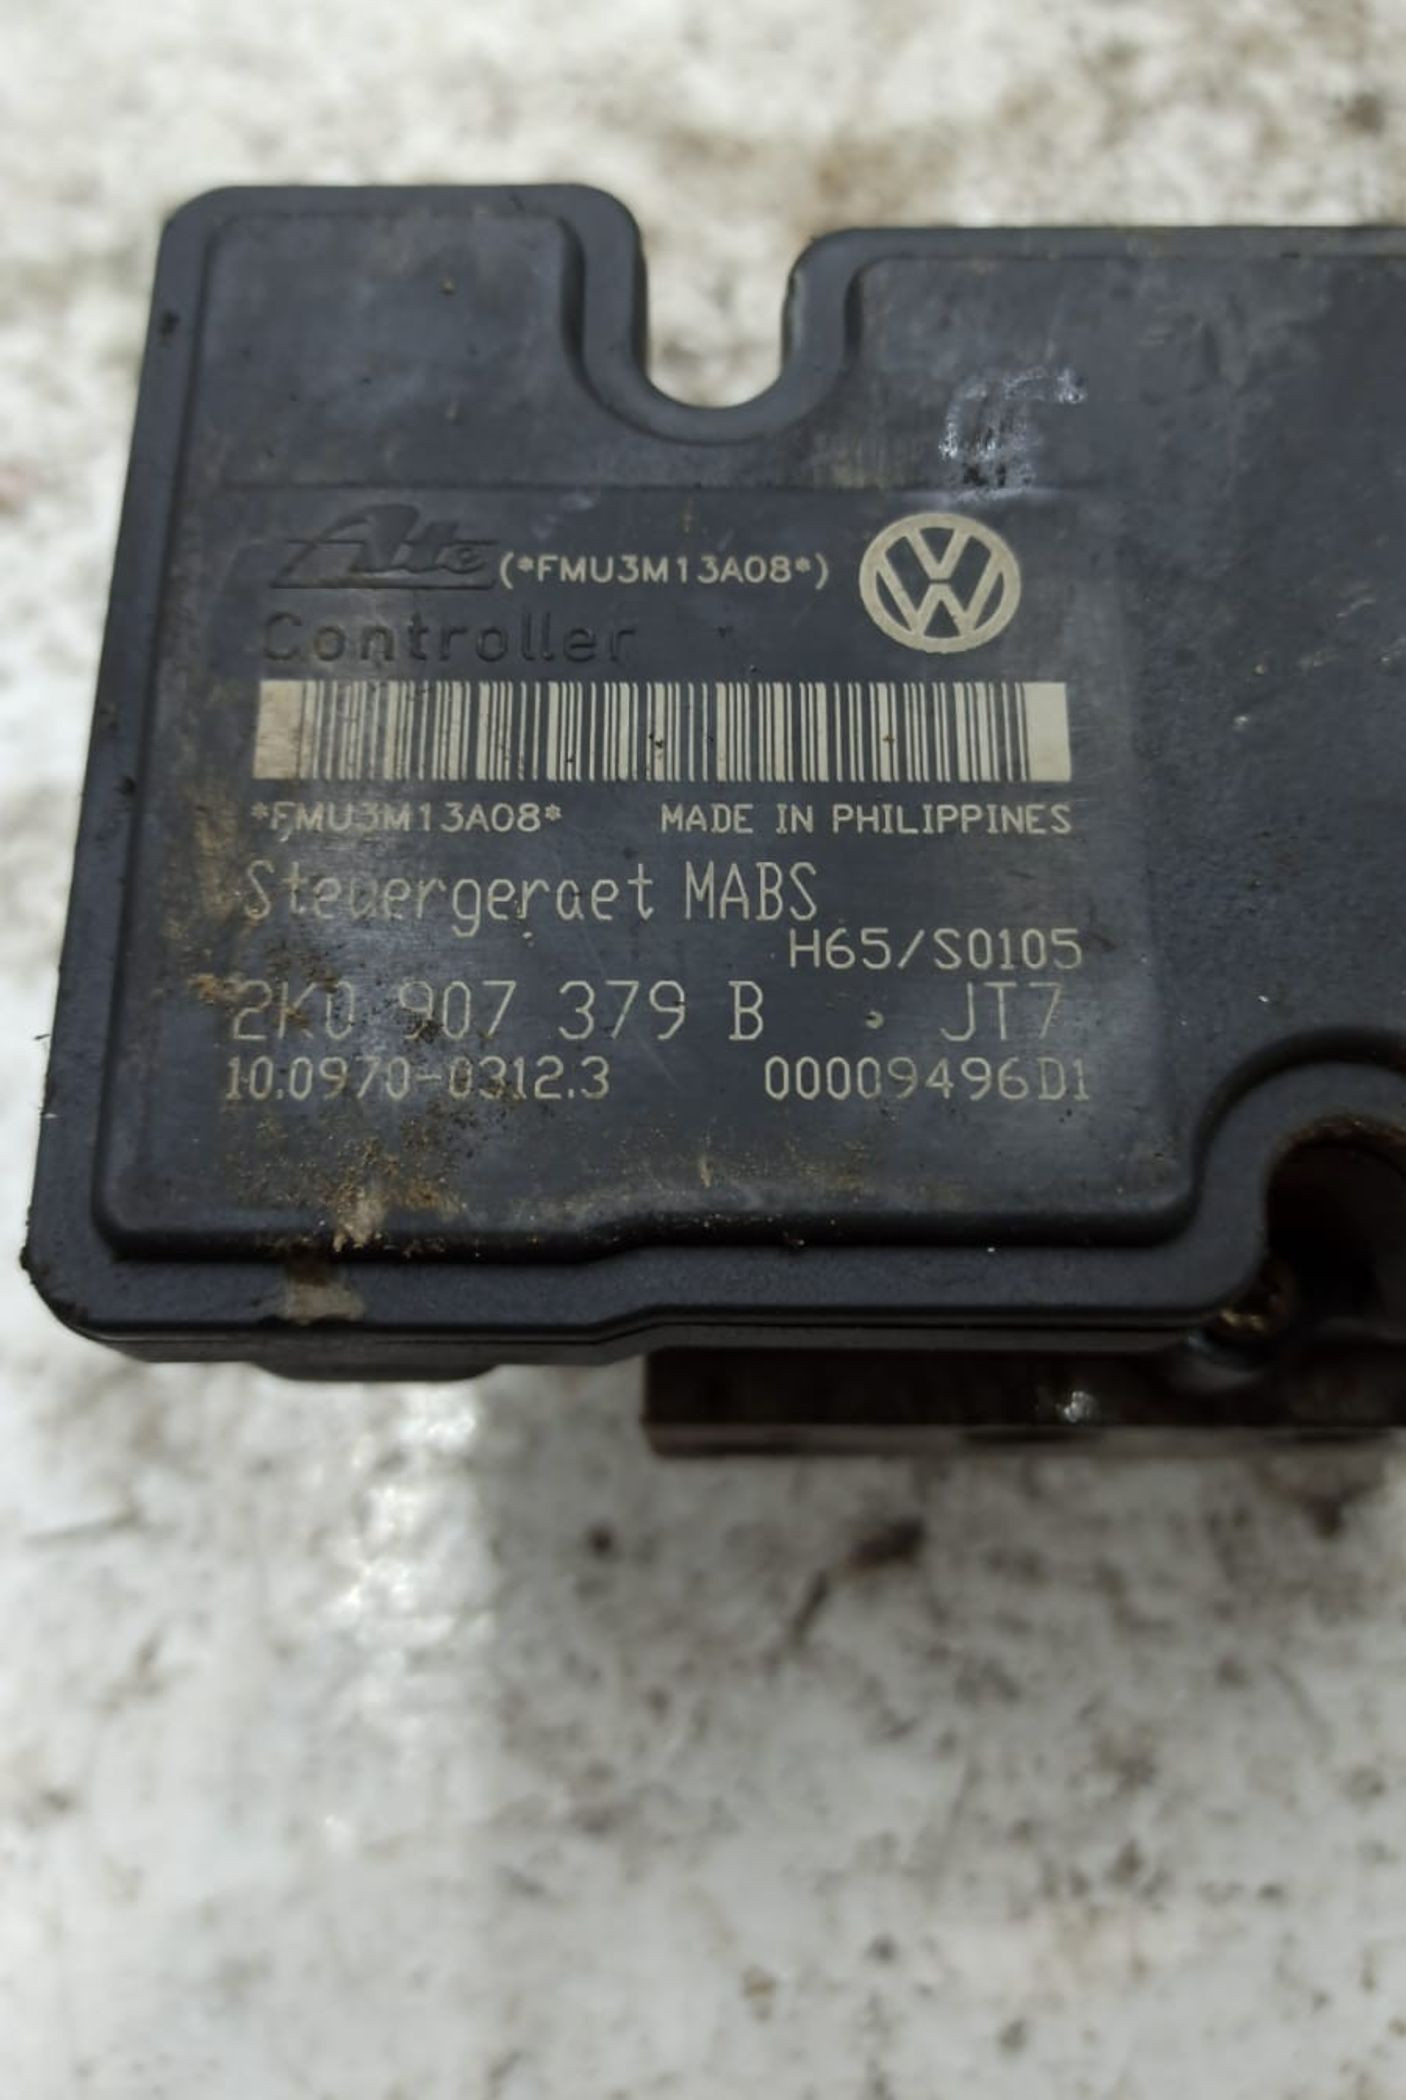 Ate (*FMU3M13A08*)
Controller
*FMU3M13A08* MADE IN PHILIPPINES
Steuergeraet MABS
H65/S0105
2K0 907 379 B JT7
10.0970-0312.3 00009496D1